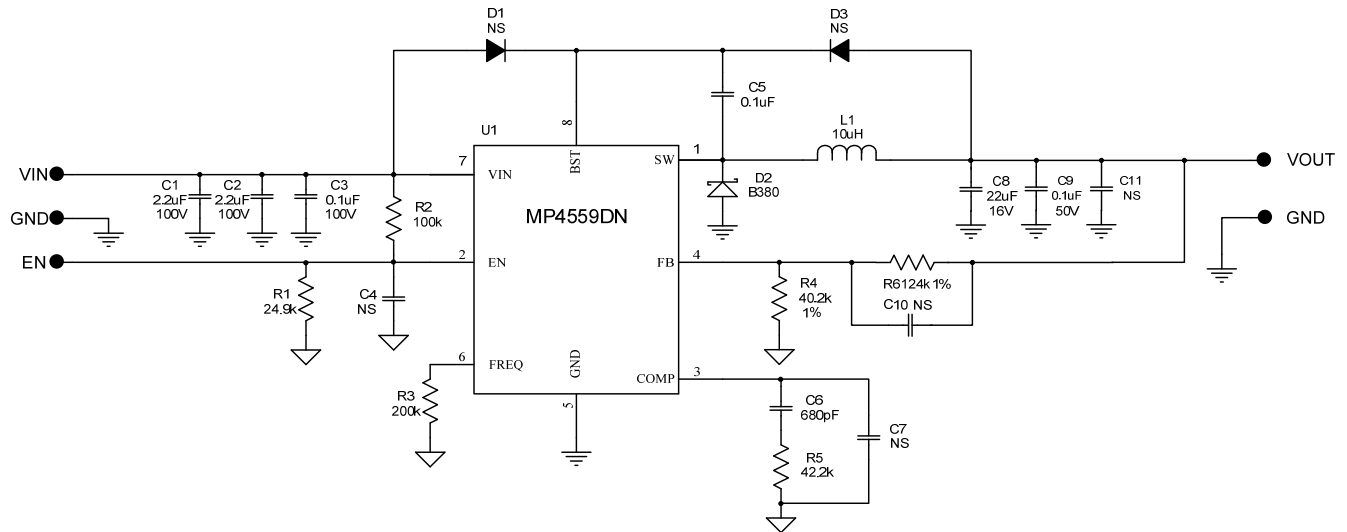 D1
NS
D3
NS
C5
0.1uF
L1
10uH
U1
8
BST
1
SW
7
VIN
VIN
VOUT
C1
2.2uF
100V
C2
2.2uF
100V
C3
0.1uF
100V
R2
100k
MP4559DN
D2
B380
C8
22uF
16V
C9
0.1uF
50V
C11
NS
GND
GND
EN
2
EN
4
FB
R1
24.9k
C4
NS
R4
40.2k
1%
R6124k1%
C10 NS
6
FREQ
GND
5
3
COMP
R3
200k
C6
680pF
C7
NS
R5
42.2k